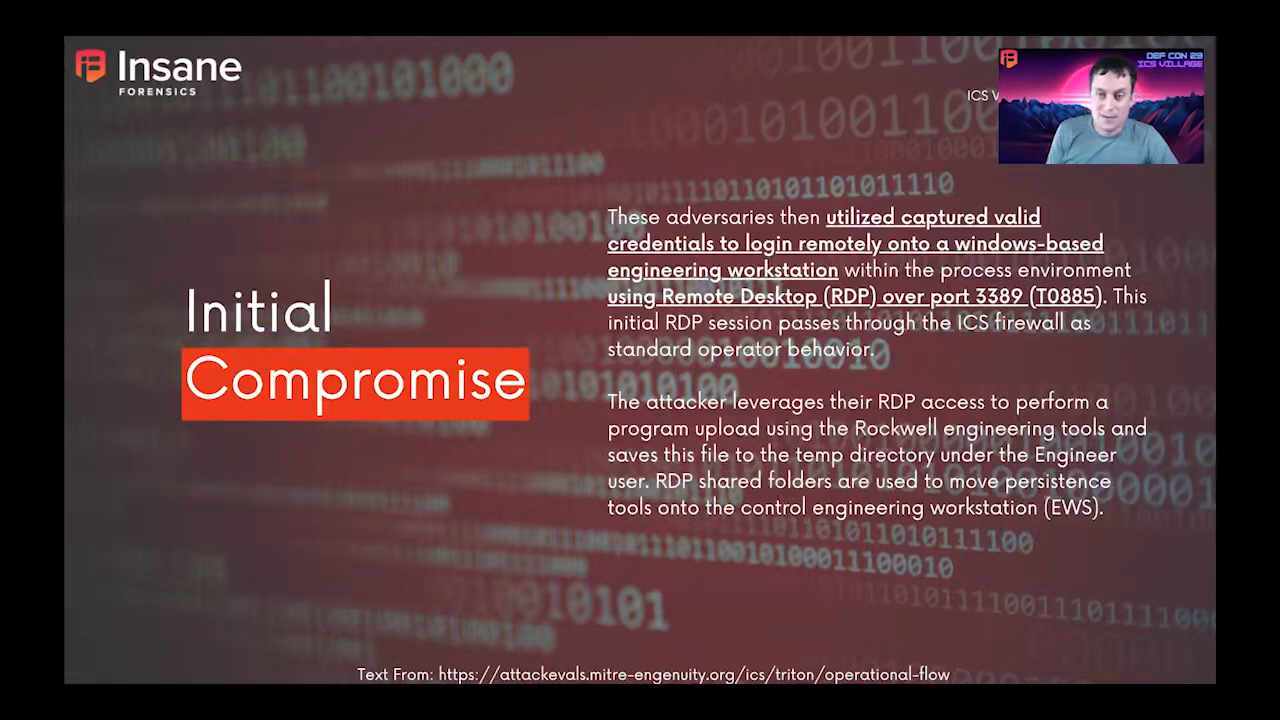 Insane
FORENSICS
DEF CON 29
ICS VILLAGE
ICS V
Initial
Compromise
These adversaries then utilized captured valid
credentials to login remotely onto a windows-based
engineering workstation within the process environment
using Remote Desktop (RDP) over port 3389 (T0885). This
initial RDP session passes through the ICS firewall as
standard operator behavior.
The attacker leverages their RDP access to perform a
program upload using the Rockwell engineering tools and
saves this file to the temp directory under the Engineer
user. RDP shared folders are used to move persistence
tools onto the control engineering workstation (EWS).
Text From: https://attackevals.mitre-engenuity.org/ics/triton/operational-flow